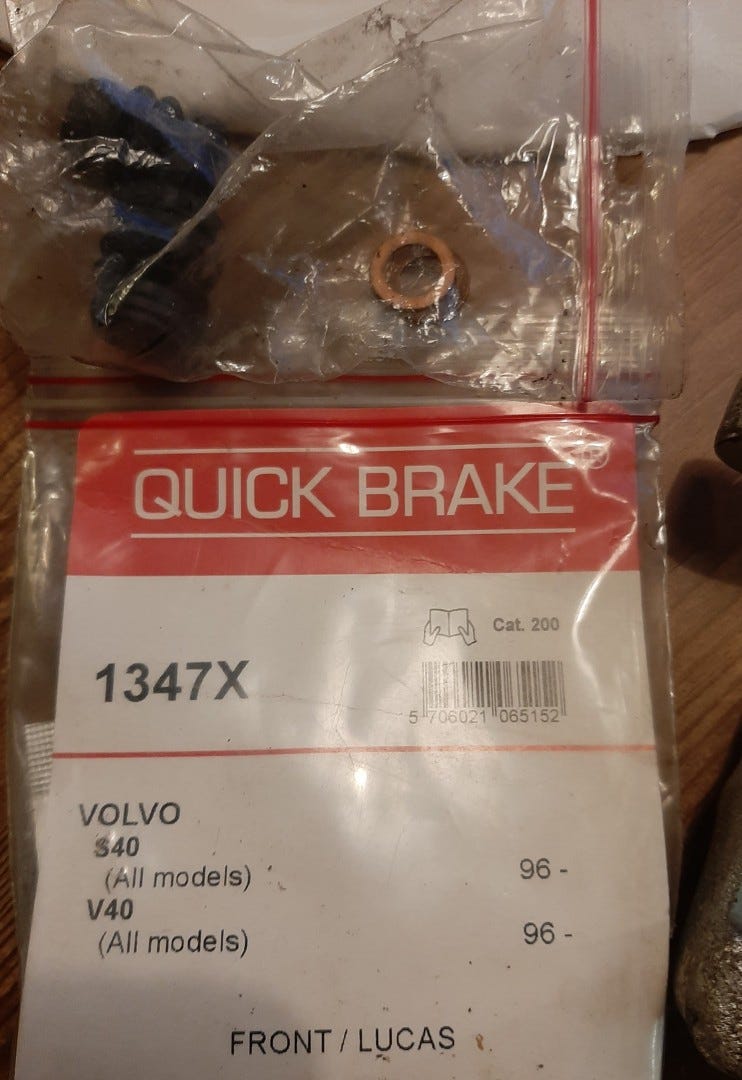 QUICK BRAKE®
Cat. 200
1347X
5 706021 065152
VOLVO
S40
(All models) 96 -
V40
(All models) 96 -
FRONT / LUCAS